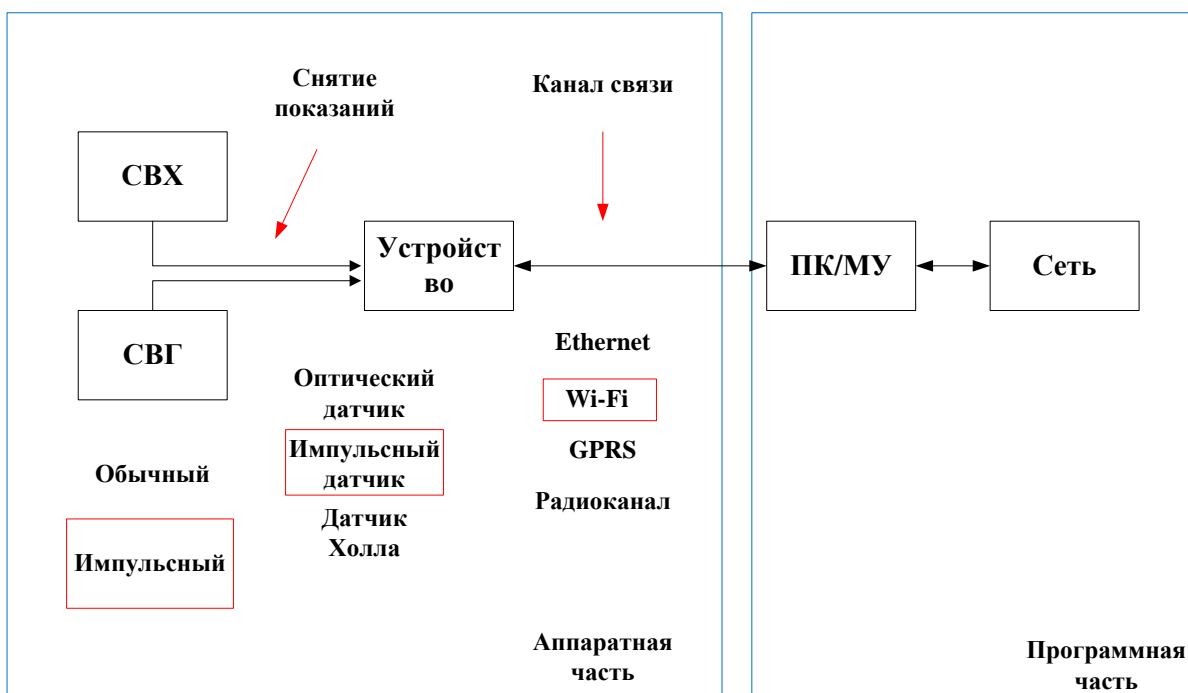 Снятие
показаний
Канал связи
СВХ
Устройст
во
ПК/МУ
Сеть
СВГ
Ethernet
Оптический
датчик
Wi-Fi
Импульсный
датчик
GPRS
Обычный
Радиоканал
Датчик
Холла
Импульсный
Аппаратная
часть
Программная
часть